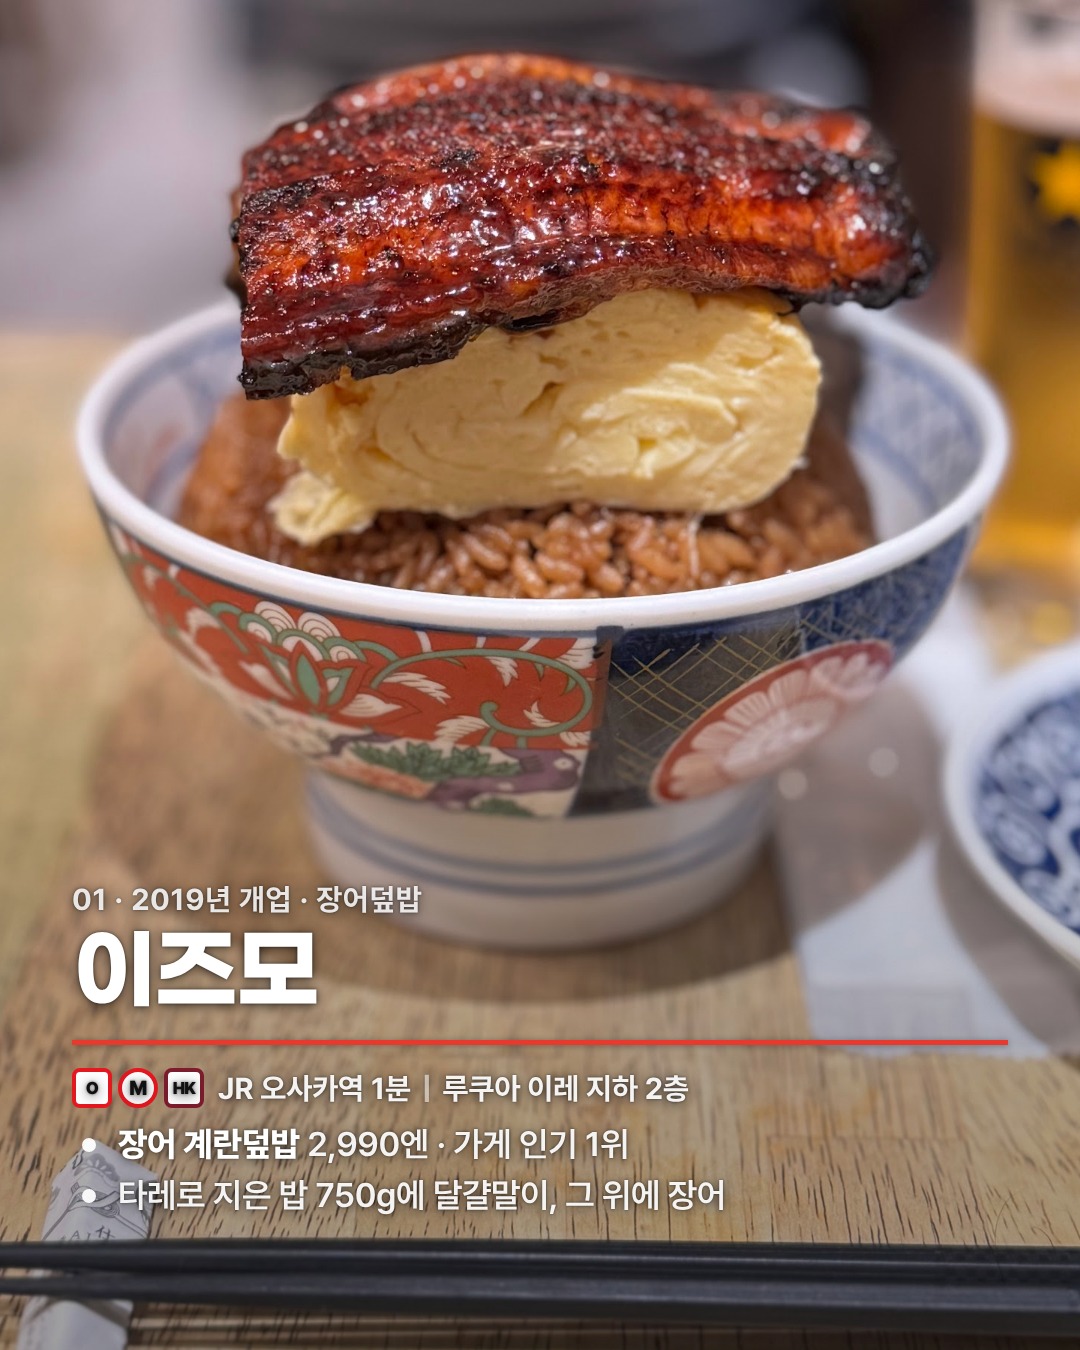 01 · 2019년 개업 · 장어덮밥
이즈모
O M HK JR 오사카역 1분 | 루쿠아 이레 지하 2층
• 장어 계란덮밥 2,990엔 · 가게 인기 1위
• 타레로 지은 밥 750g에 달걀말이, 그 위에 장어